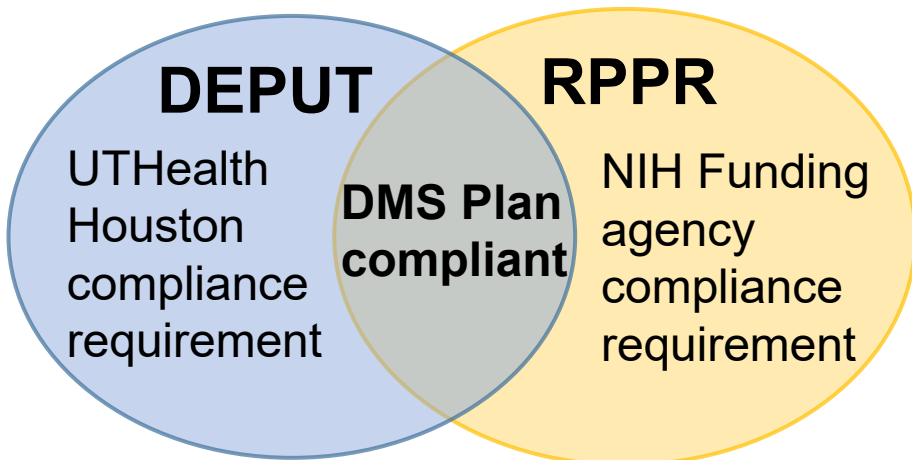 DEPUT
UTHealth
Houston
compliance
requirement
DMS Plan
compliant
RPPR
NIH Funding
agency
compliance
requirement